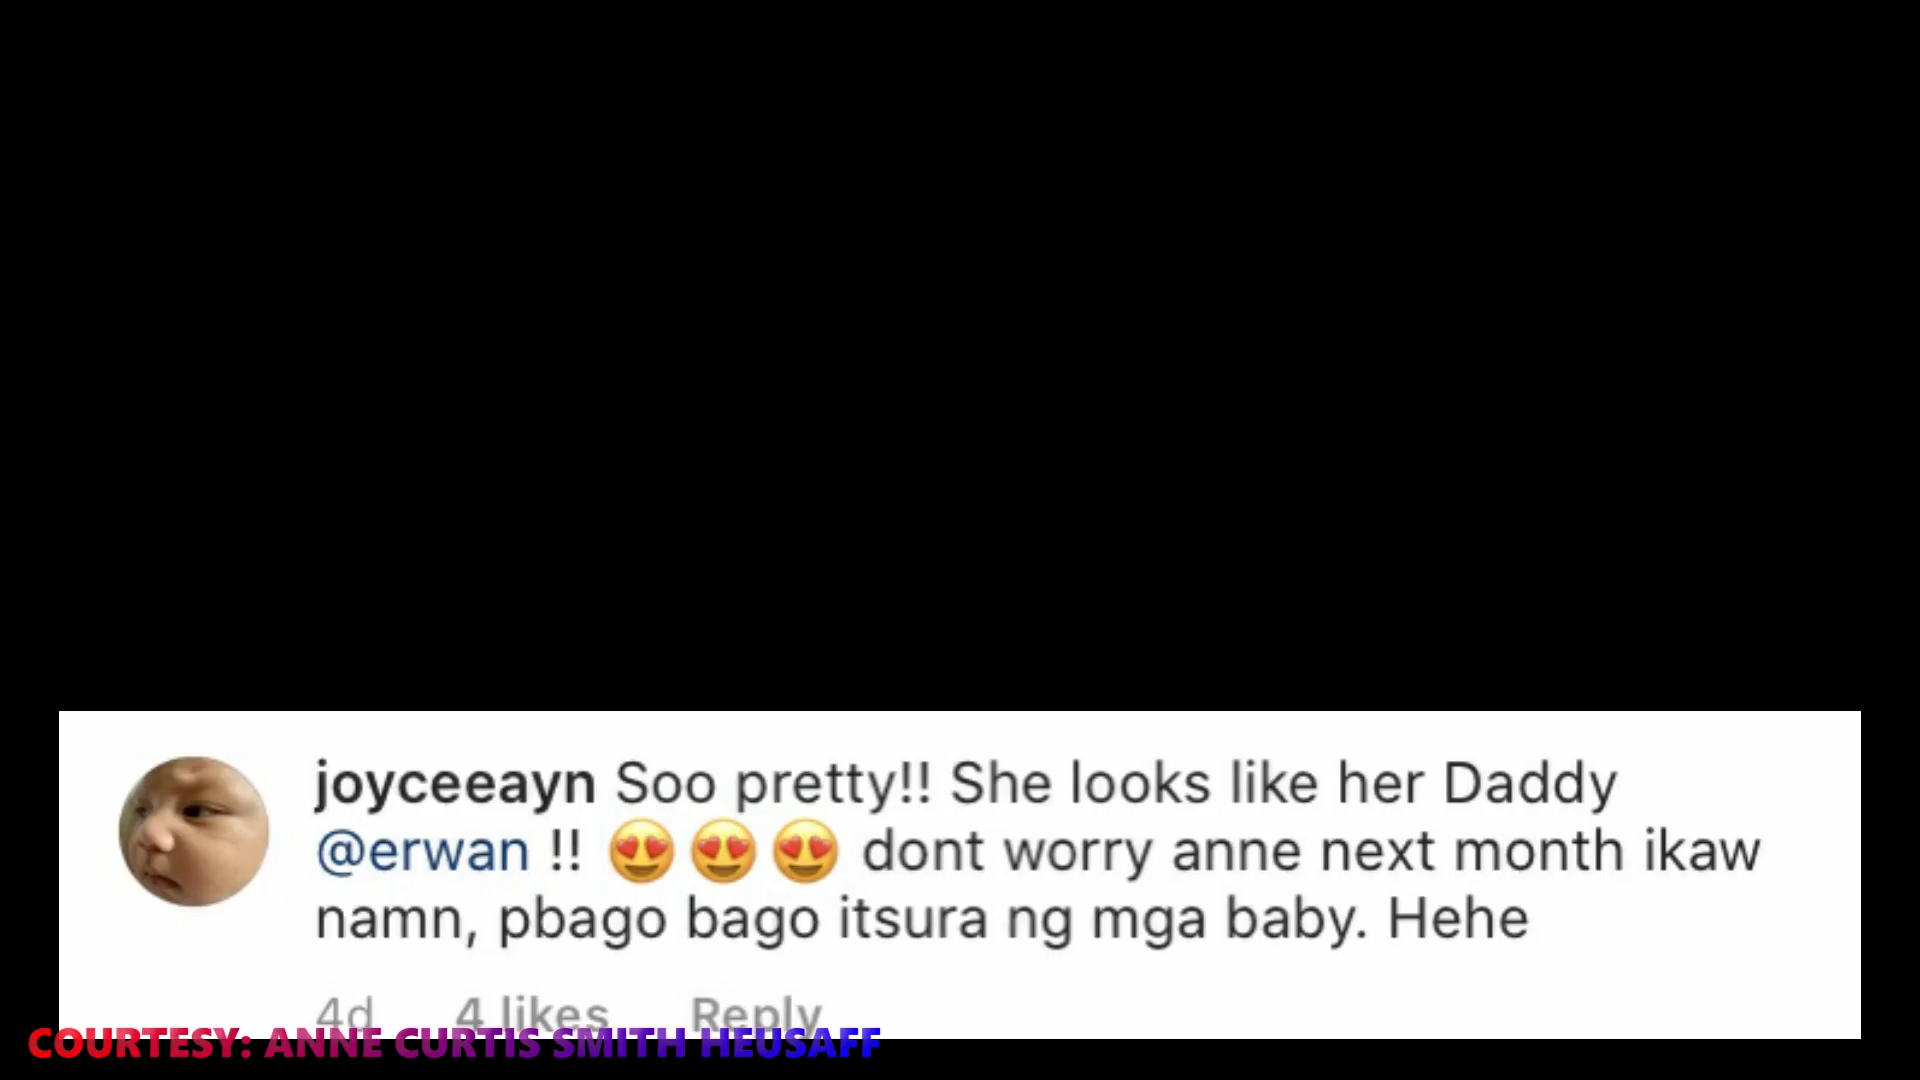 joyceeayn Soo pretty!! She looks like her Daddy
@erwan !! 😍😍😍 dont worry anne next month ikaw
namn, pbago bago itsura ng mga baby. Hehe
4d 4 likes Reply
COURTESY: ANNE CURTIS SMITH HEUSAFF